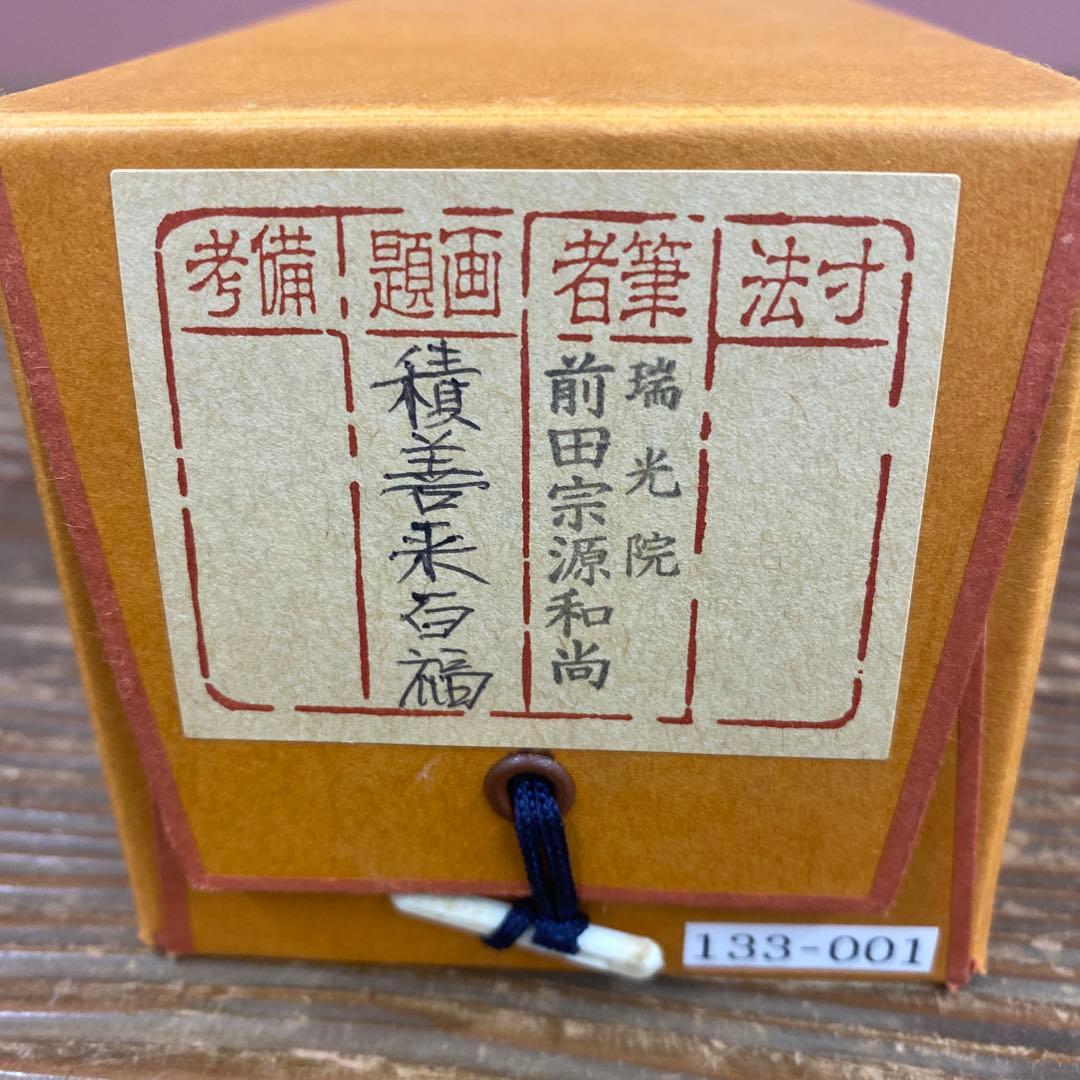 寸法
筆者
瑞光院
前田宗源和尚
画題
積善来百福
備考
133-001